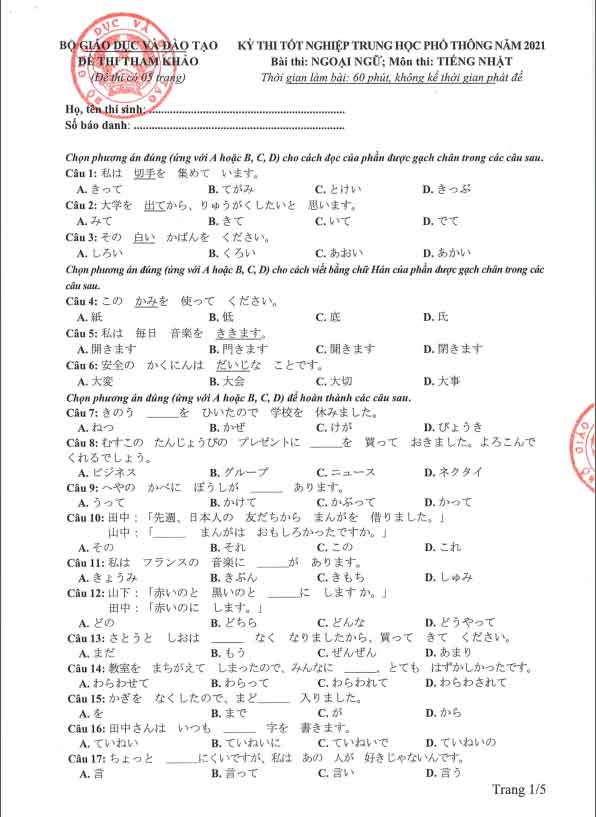 BỘ GIÁO DỤC VÀ ĐÀO TẠO
ĐỀ THI THAM KHẢO
(Đề thi có 05 trang)
KỲ THI TỐT NGHIỆP TRUNG HỌC PHỔ THÔNG NĂM 2021
Bài thi: NGOẠI NGỮ; Môn thi: TIẾNG NHẬT
Thời gian làm bài: 60 phút, không kể thời gian phát đề
Họ, tên thí sinh: ..........................................................
Số báo danh: ..............................................................
Chọn phương án đúng (ứng với A hoặc B, C, D) cho cách đọc của phần được gạch chân trong các câu sau.
Câu 1: 私は 切手を 集めて います。
A. きって B. てがみ C. とけい D. きっぷ
Câu 2: 大学を 出てから、りゅうがくしたいと 思います。
A. みて B. きて C. いて D. でて
Câu 3: その 白い かばんを ください。
A. しろい B. くろい C. あおい D. あかい
Chọn phương án đúng (ứng với A hoặc B, C, D) cho cách viết bằng chữ Hán của phần được gạch chân trong các
câu sau.
Câu 4: この かみを 使って ください。
A. 紙 B. 低 C. 底 D. 氏
Câu 5: 私は 毎日 音楽を ききます。
A. 開きます B. 門きます C. 聞きます D. 閉きます
Câu 6: 安全の かくにんは だいじな ことです。
A. 大変 B. 大会 C. 大切 D. 大事
Chọn phương án đúng (ứng với A hoặc B, C, D) để hoàn thành các câu sau.
Câu 7: きのう ______を ひいたので 学校を 休みました。
A. ねつ B. かぜ C. けが D. びょうき
Câu 8: むすこの たんじょうびの プレゼントに ______を 買って おきました。よろこんで
くれるでしょう。
A. ビジネス B. グループ C. ニュース D. ネクタイ
Câu 9: へやの かべに ぼうしが ______ あります。
A. うって B. かけて C. かぶって D. かって
Câu 10: 田中：「先週、日本人の 友だちから まんがを 借りました。」
山中：「______ まんがは おもしろかったですか。」
A. その B. それ C. この D. これ
Câu 11: 私は フランスの 音楽に ______が あります。
A. きょうみ B. きぶん C. きもち D. しゅみ
Câu 12: 山下：「赤いのと 黒いのと ______に しますか。」
田中：「赤いのに します。」
A. どの B. どちら C. どんな D. どうやって
Câu 13: さとうと しおは ______ なく なりましたから、買って きて ください。
A. まだ B. もう C. ぜんぜん D. あまり
Câu 14: 教室を まちがえて しまったので、みんなに ______、とても はずかしかったです。
A. わらわせて B. わらって C. わらわれて D. わらわされて
Câu 15: かぎを なくしたので、まど______ 入りました。
A. を B. まで C. が D. から
Câu 16: 田中さんは いつも ______ 字を 書きます。
A. ていねい B. ていねいに C. ていねいで D. ていねいの
Câu 17: ちょっと ______にくいですが、私は あの 人が 好きじゃないんです。
A. 言 B. 言って C. 言い D. 言う
Trang 1/5